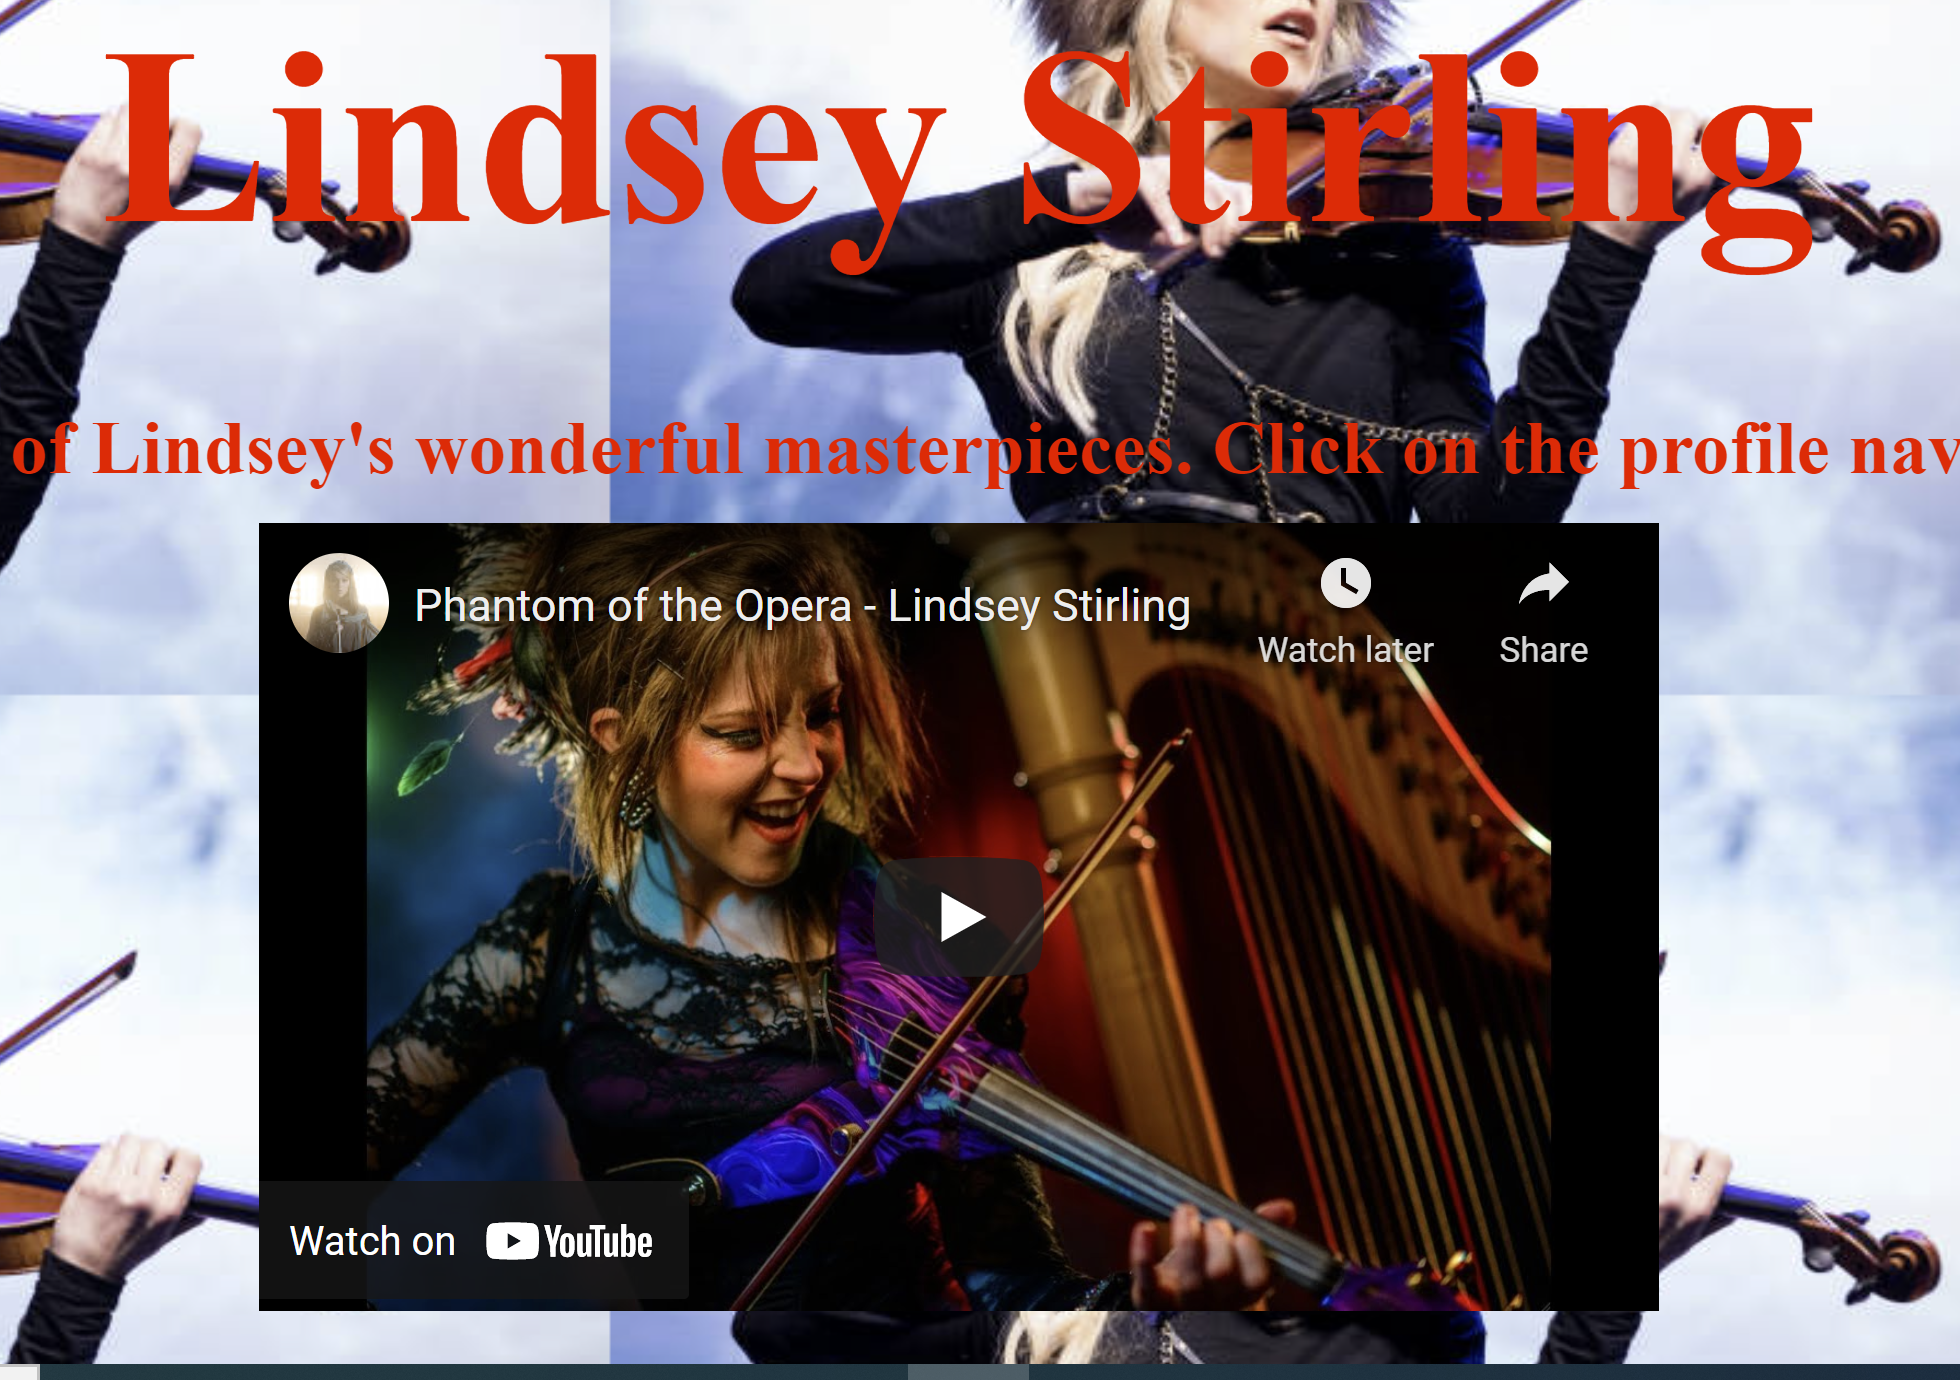 Lindsey Stirling
of Lindsey's wonderful masterpieces. Click on the profile nav
Phantom of the Opera - Lindsey Stirling
Watch later
Share
Watch on YouTube